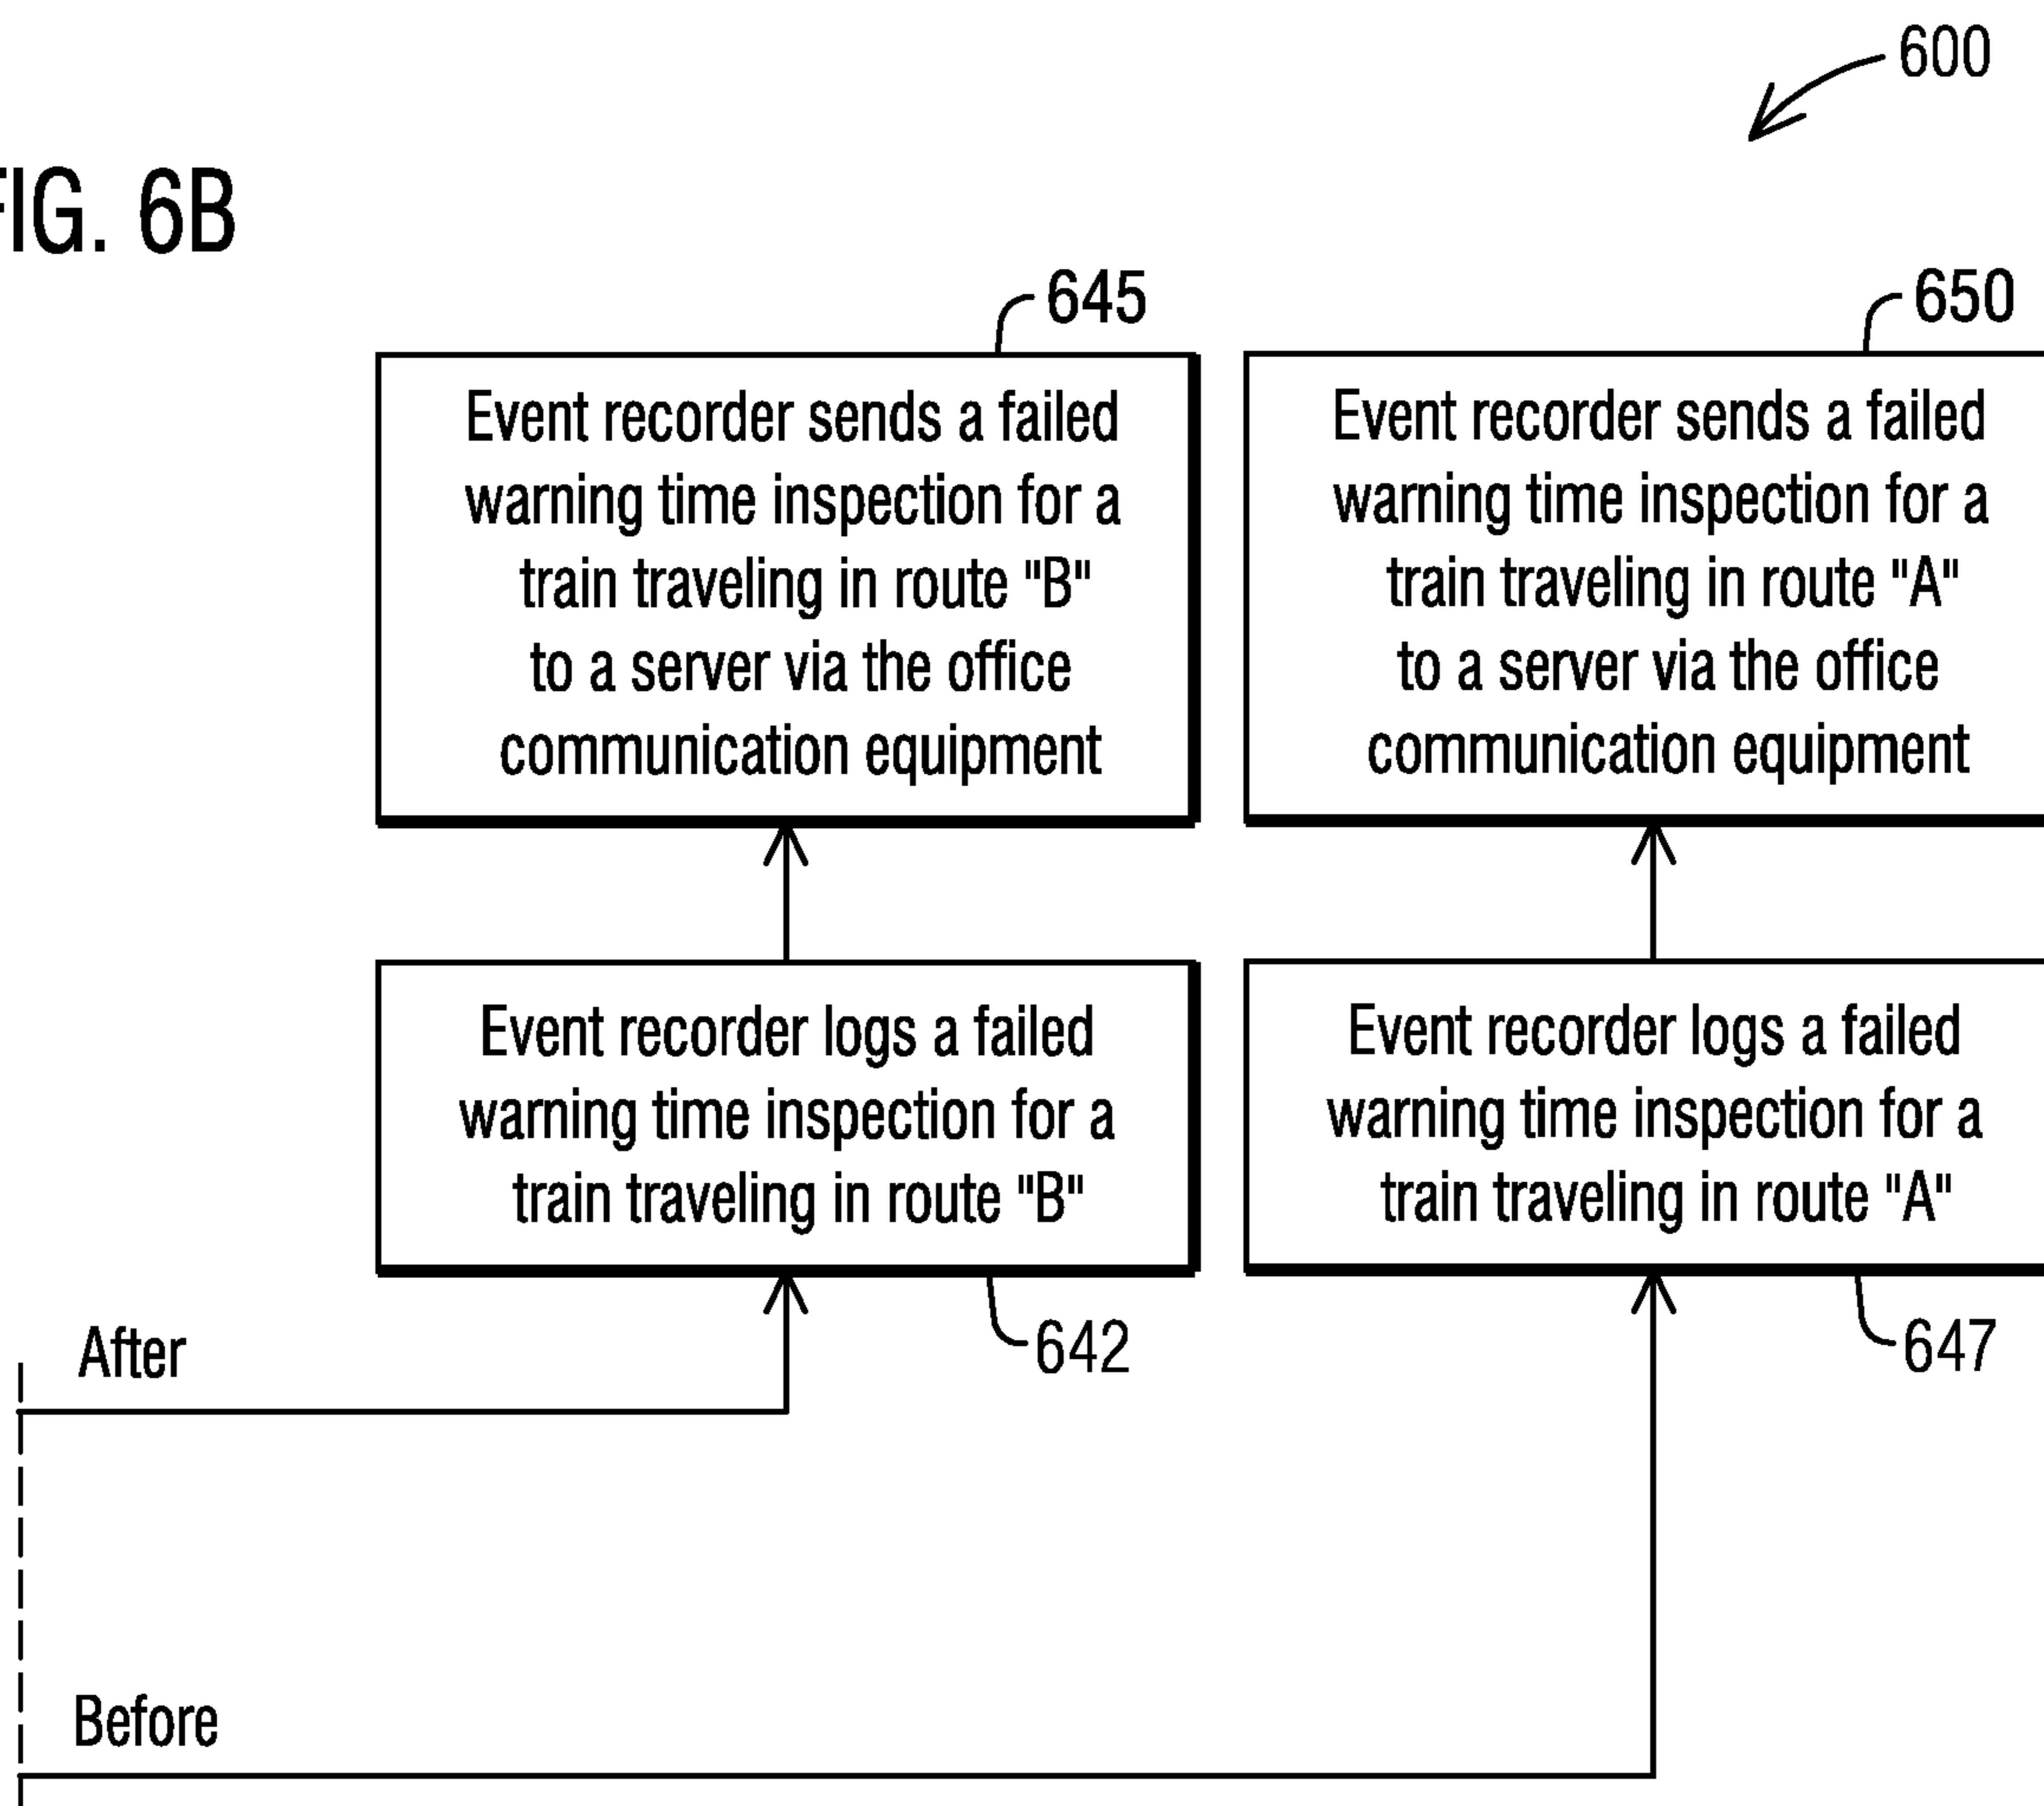 600
FIG. 6B
645
650
Event recorder sends a failed
warning time inspection for a
train traveling in route "B"
to a server via the office
communication equipment
Event recorder sends a failed
warning time inspection for a
train traveling in route "A"
to a server via the office
communication equipment
Event recorder logs a failed
warning time inspection for a
train traveling in route "B"
Event recorder logs a failed
warning time inspection for a
train traveling in route "A"
642
647
After
Before